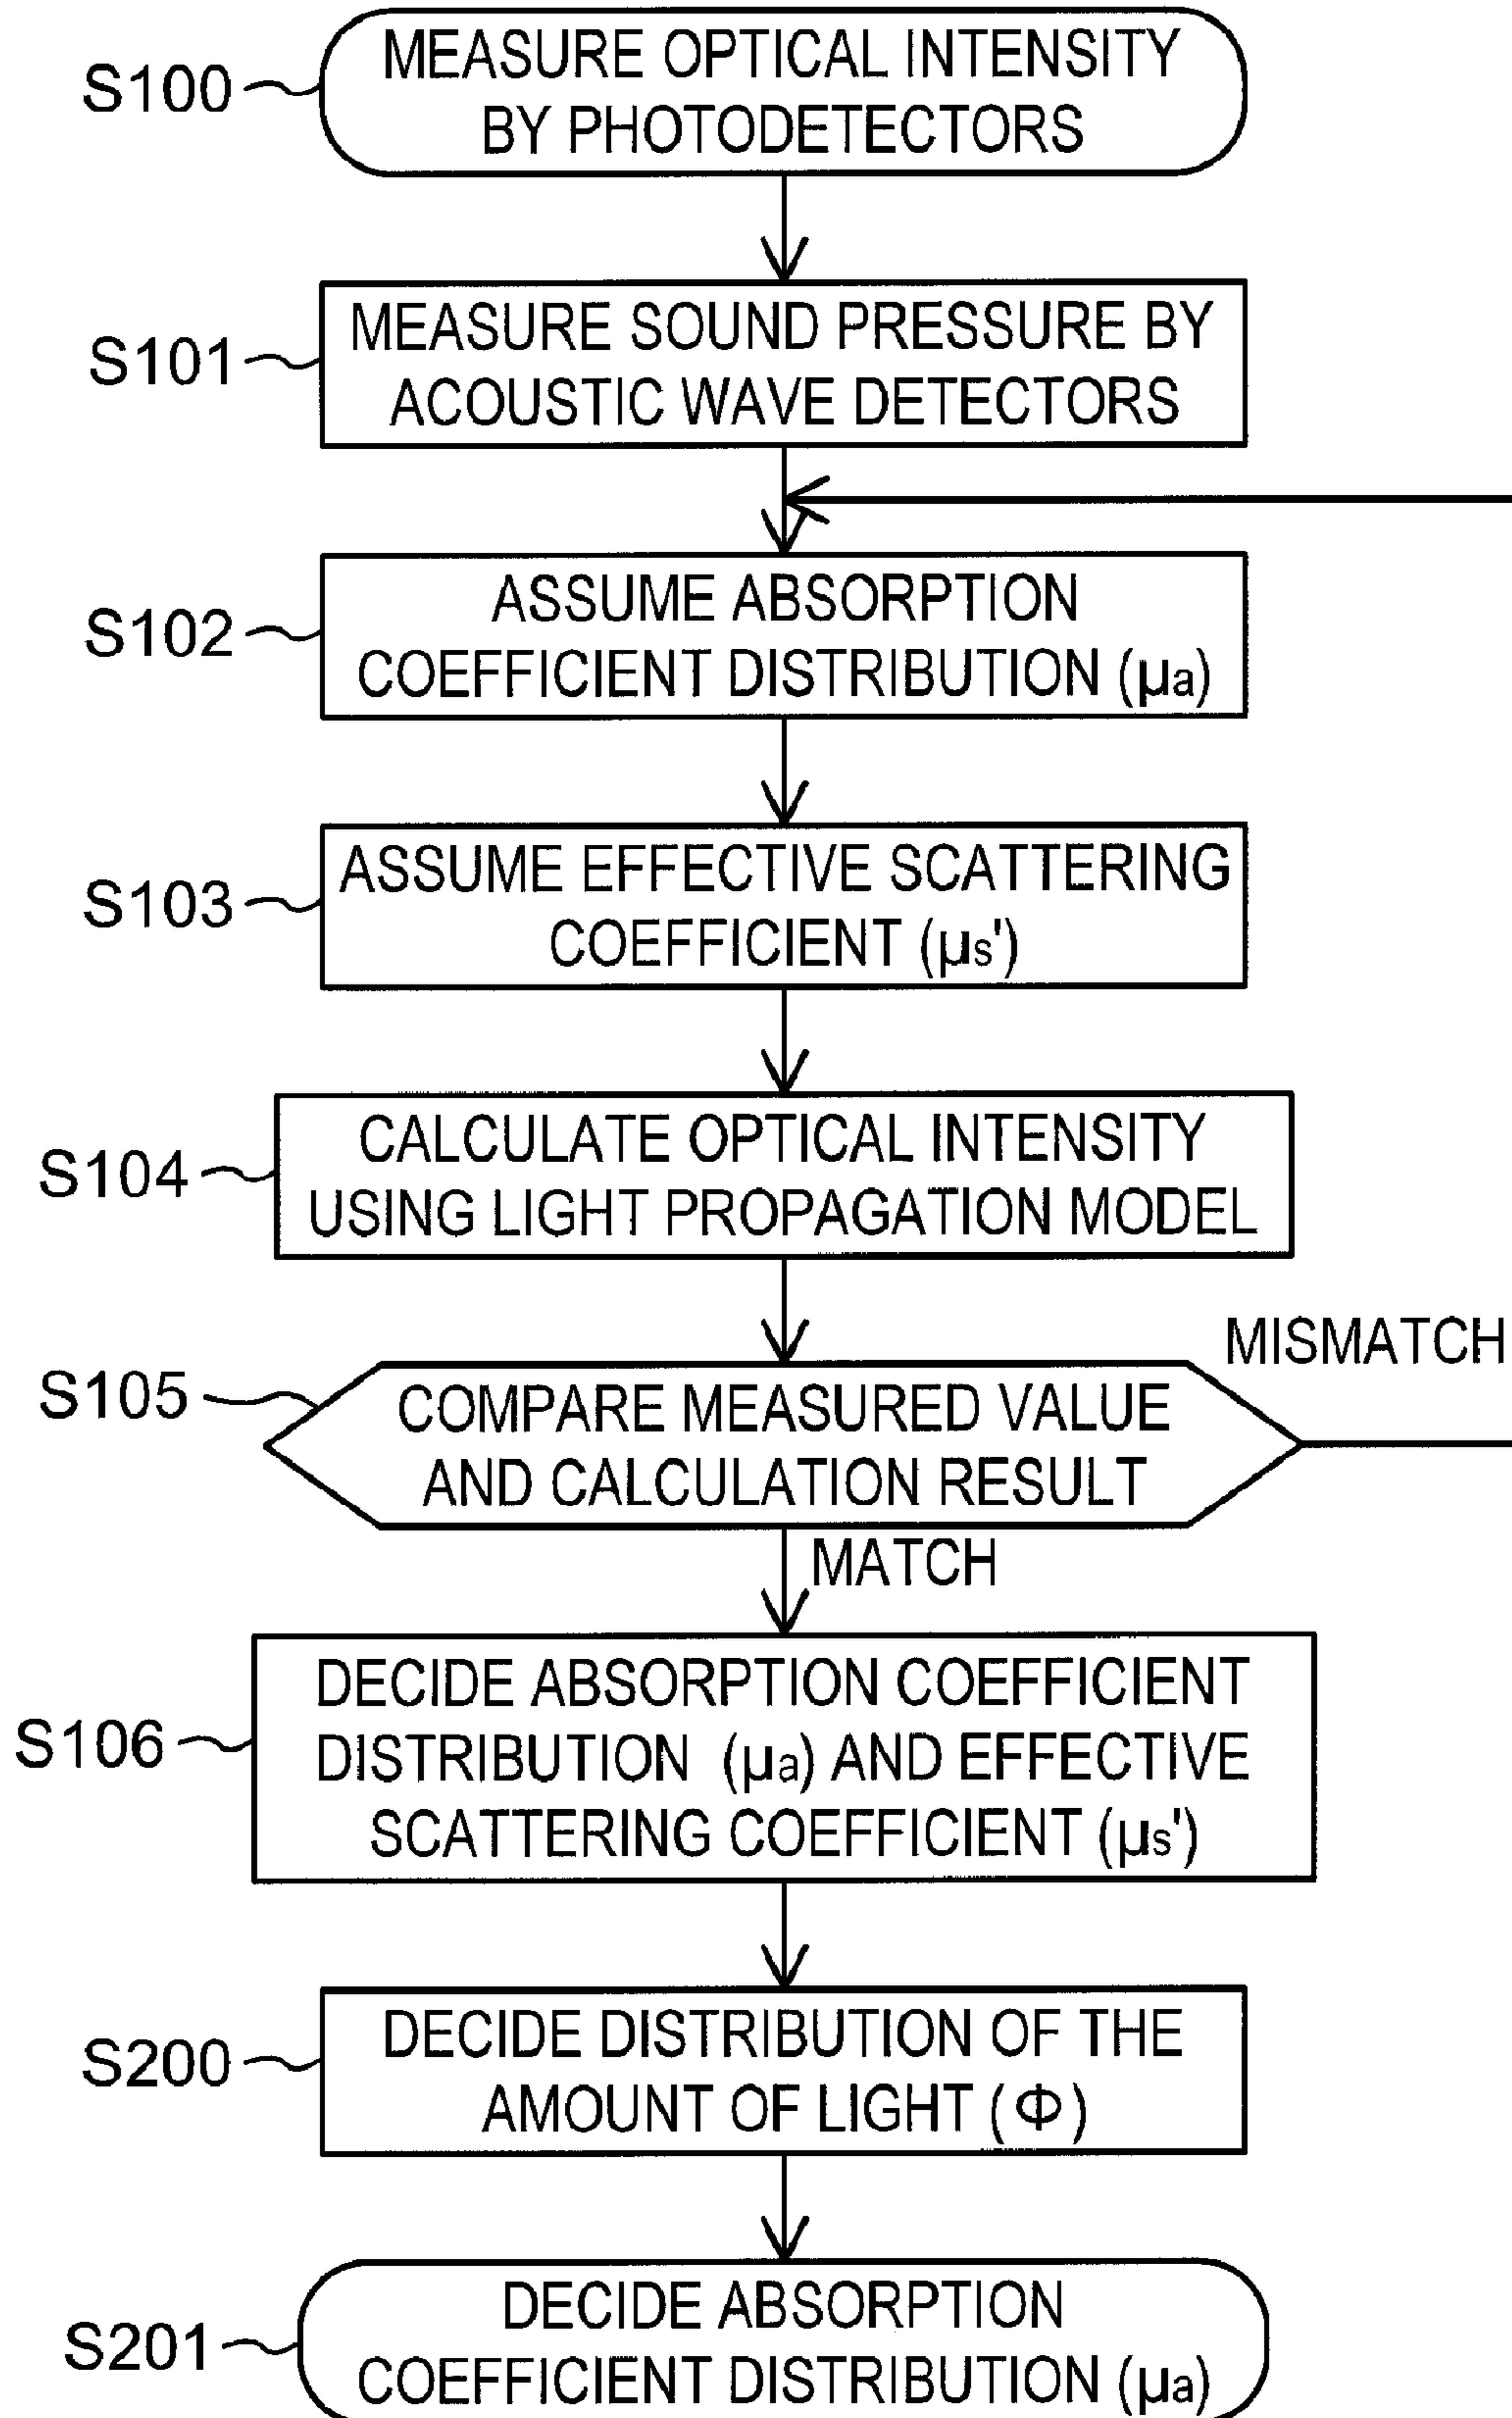 S100
MEASURE OPTICAL INTENSITY
BY PHOTODETECTORS
S101
MEASURE SOUND PRESSURE BY
ACOUSTIC WAVE DETECTORS
S102
ASSUME ABSORPTION
COEFFICIENT DISTRIBUTION (μa)
S103
ASSUME EFFECTIVE SCATTERING
COEFFICIENT (μs')
S104
CALCULATE OPTICAL INTENSITY
USING LIGHT PROPAGATION MODEL
S105
COMPARE MEASURED VALUE
AND CALCULATION RESULT
MISMATCH
MATCH
S106
DECIDE ABSORPTION COEFFICIENT
DISTRIBUTION (μa) AND EFFECTIVE
SCATTERING COEFFICIENT (μs')
S200
DECIDE DISTRIBUTION OF THE
AMOUNT OF LIGHT (Φ)
S201
DECIDE ABSORPTION
COEFFICIENT DISTRIBUTION (μa)